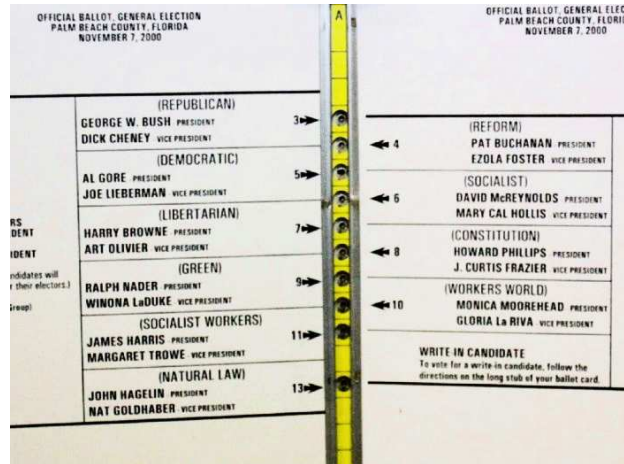 OFFICIAL BALLOT, GENERAL ELECTION
PALM BEACH COUNTY, FLORIDA
NOVEMBER 7, 2000
(REPUBLICAN)
GEORGE W. BUSH PRESIDENT
DICK CHENEY VICE PRESIDENT
3
(DEMOCRATIC)
AL GORE PRESIDENT
JOE LIEBERMAN VICE PRESIDENT
5
(LIBERTARIAN)
HARRY BROWNE PRESIDENT
ART OLIVIER VICE PRESIDENT
7
(GREEN)
RALPH NADER PRESIDENT
WINONA LaDUKE VICE PRESIDENT
9
(SOCIALIST WORKERS)
JAMES HARRIS PRESIDENT
MARGARET TROWE VICE PRESIDENT
11
(NATURAL LAW)
JOHN HAGELIN PRESIDENT
NAT GOLDHABER VICE PRESIDENT
13
candidates will
their electors.)
Group)
A
OFFICIAL BALLOT, GENERAL ELEC
PALM BEACH COUNTY, FLORI
NOVEMBER 7, 2000
(REFORM)
4 PAT BUCHANAN PRESIDENT
EZOLA FOSTER VICE PRESIDENT
(SOCIALIST)
6 DAVID McREYNOLDS PRESIDENT
MARY CAL HOLLIS VICE PRESIDENT
(CONSTITUTION)
8 HOWARD PHILLIPS PRESIDENT
J. CURTIS FRAZIER VICE PRESIDENT
(WORKERS WORLD)
10 MONICA MOOREHEAD PRESIDENT
GLORIA La RIVA VICE PRESIDENT
WRITE-IN CANDIDATE
To vote for a write-in candidate, follow the
directions on the long stub of your ballot card.